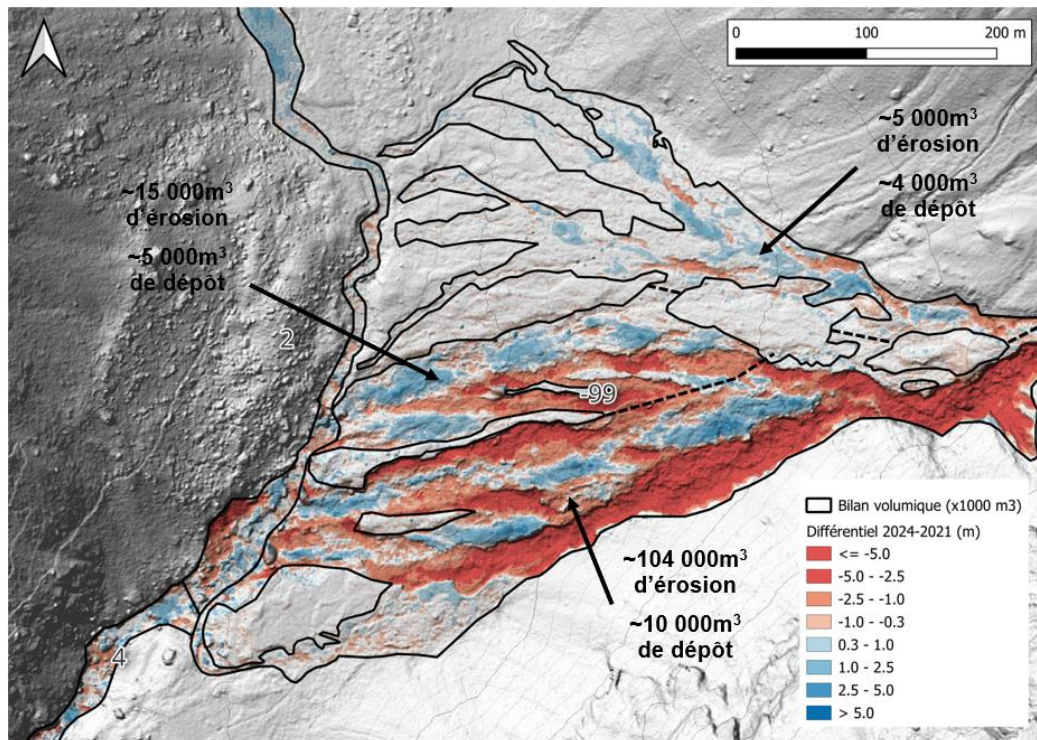 0 100 200 m
~5 000m³
d'érosion
~4 000m³
de dépôt
~15 000m³
d'érosion
~5 000m³
de dépôt
2
-99
~104 000m³
d'érosion
~10 000m³
de dépôt
4
Bilan volumique (x1000 m3)
Différentiel 2024-2021 (m)
<= -5.0
-5.0 - -2.5
-2.5 - -1.0
-1.0 - -0.3
0.3 - 1.0
1.0 - 2.5
2.5 - 5.0
> 5.0